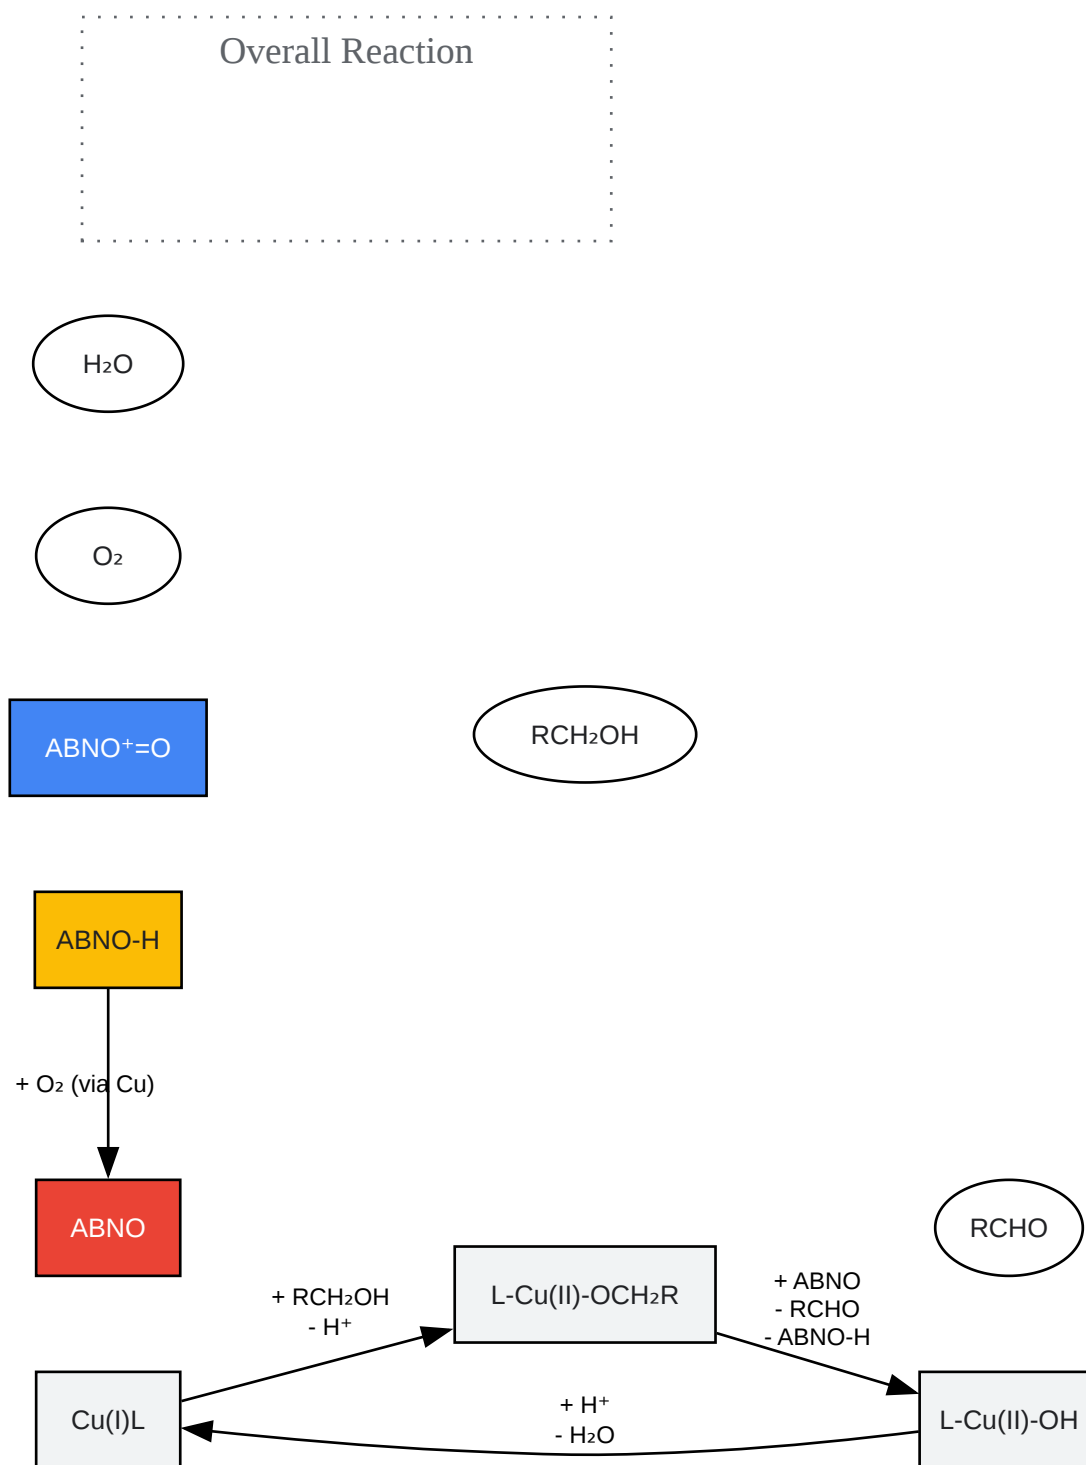 Overall Reaction
H₂O
O₂
ABNO⁺=O
RCH₂OH
ABNO-H
+ O₂ (via Cu)
ABNO
RCHO
L-Cu(II)-OCH₂R
+ RCH₂OH
- H⁺
+ ABNO
- RCHO
- ABNO-H
Cu(I)L
+ H⁺
- H₂O
L-Cu(II)-OH